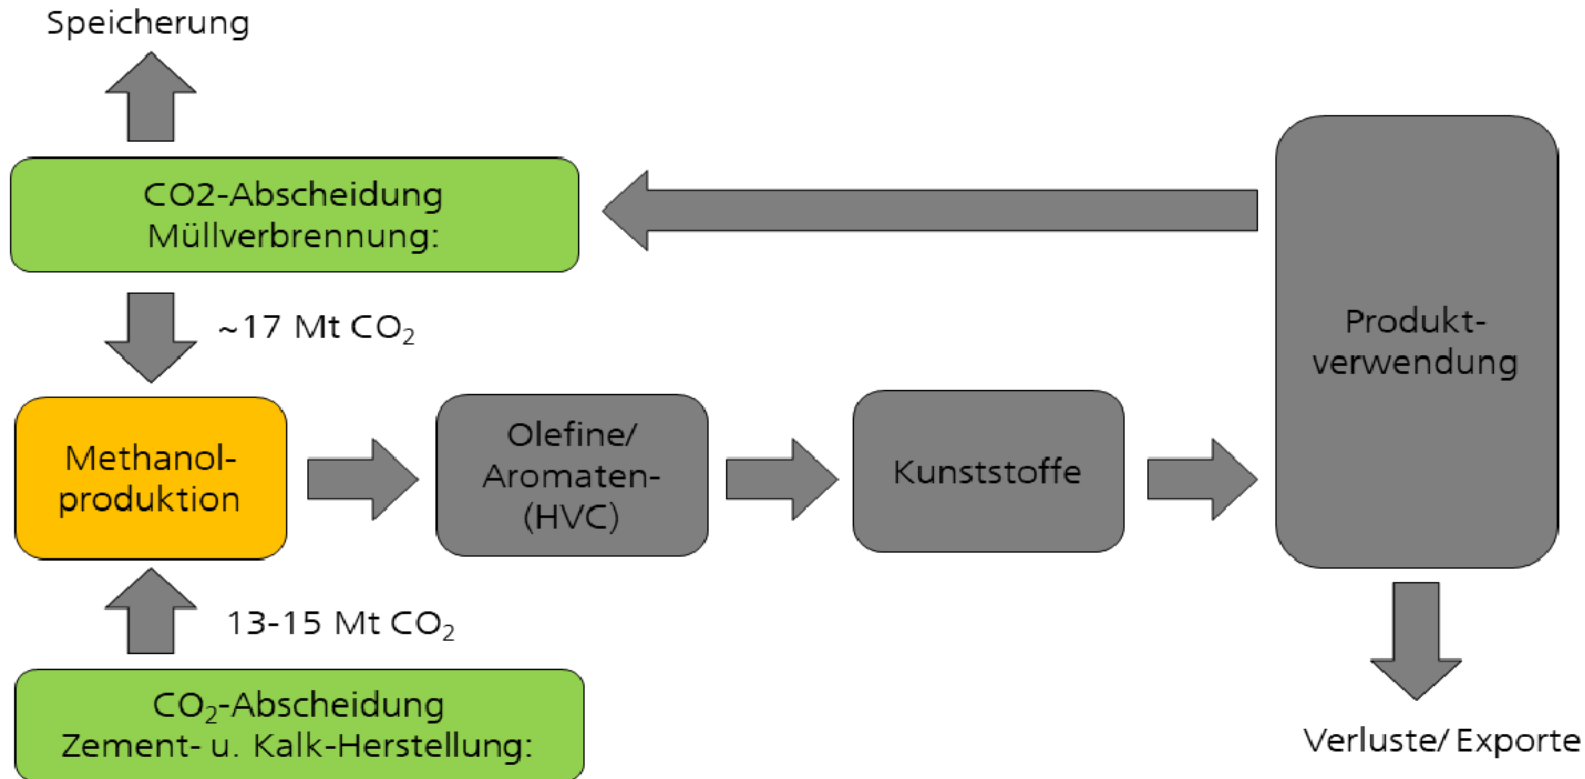 Speicherung
CO2-Abscheidung
Müllverbrennung:
~17 Mt CO₂
Methanol-
produktion
Olefine/
Aromaten-
(HVC)
Kunststoffe
Produkt-
verwendung
13-15 Mt CO₂
CO₂-Abscheidung
Zement- u. Kalk-Herstellung:
Verluste/ Exporte